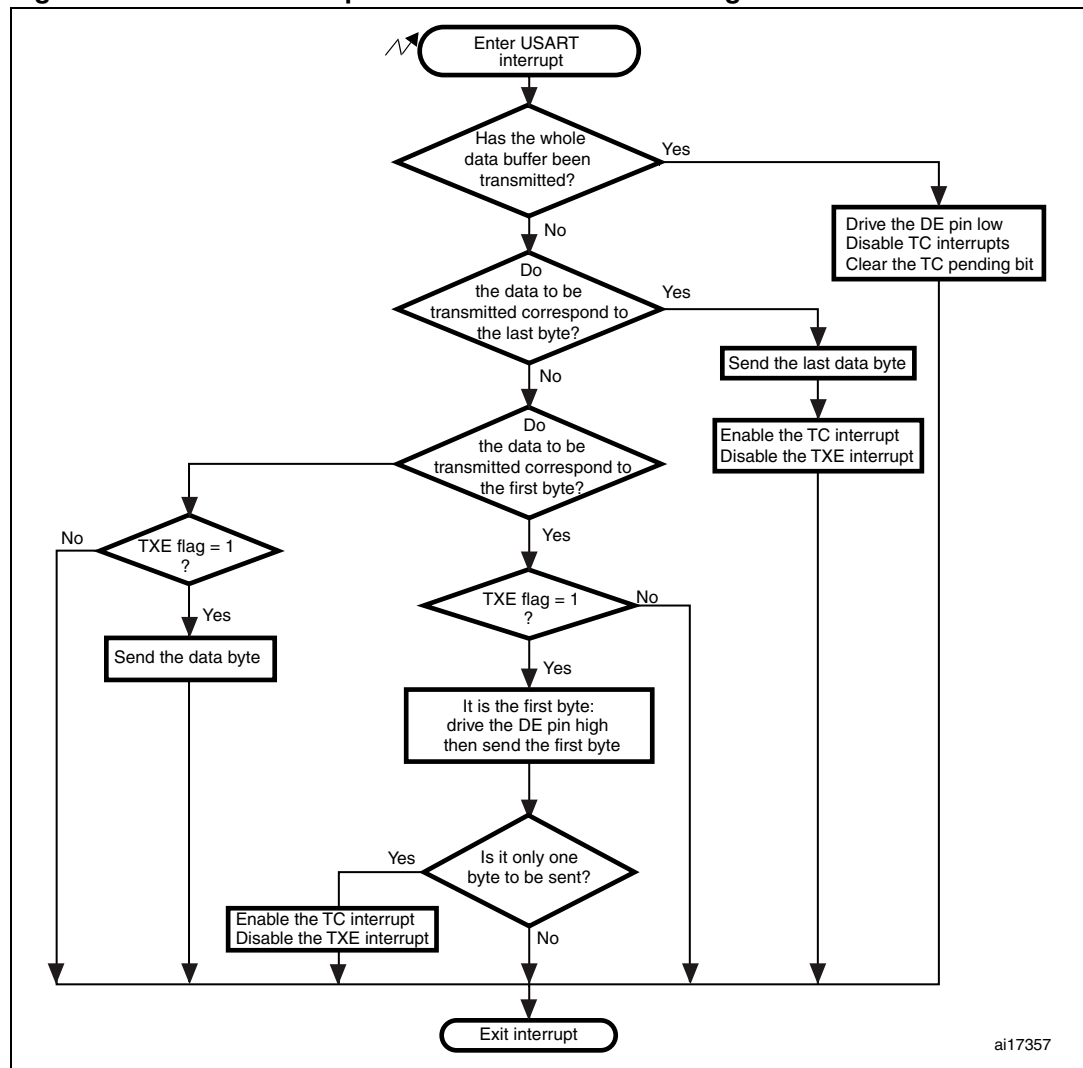 Enter USART
interrupt
Has the whole
data buffer been
transmitted?
Yes
Drive the DE pin low
Disable TC interrupts
Clear the TC pending bit
No
Do
the data to be
transmitted correspond to
the last byte?
Yes
Send the last data byte
Enable the TC interrupt
Disable the TXE interrupt
No
Do
the data to be
transmitted correspond to
the first byte?
No
TXE flag = 1
?
Yes
Send the data byte
Yes
TXE flag = 1
?
No
Yes
It is the first byte:
drive the DE pin high
then send the first byte
Is it only one
byte to be sent?
Yes
Enable the TC interrupt
Disable the TXE interrupt
No
Exit interrupt
ai17357